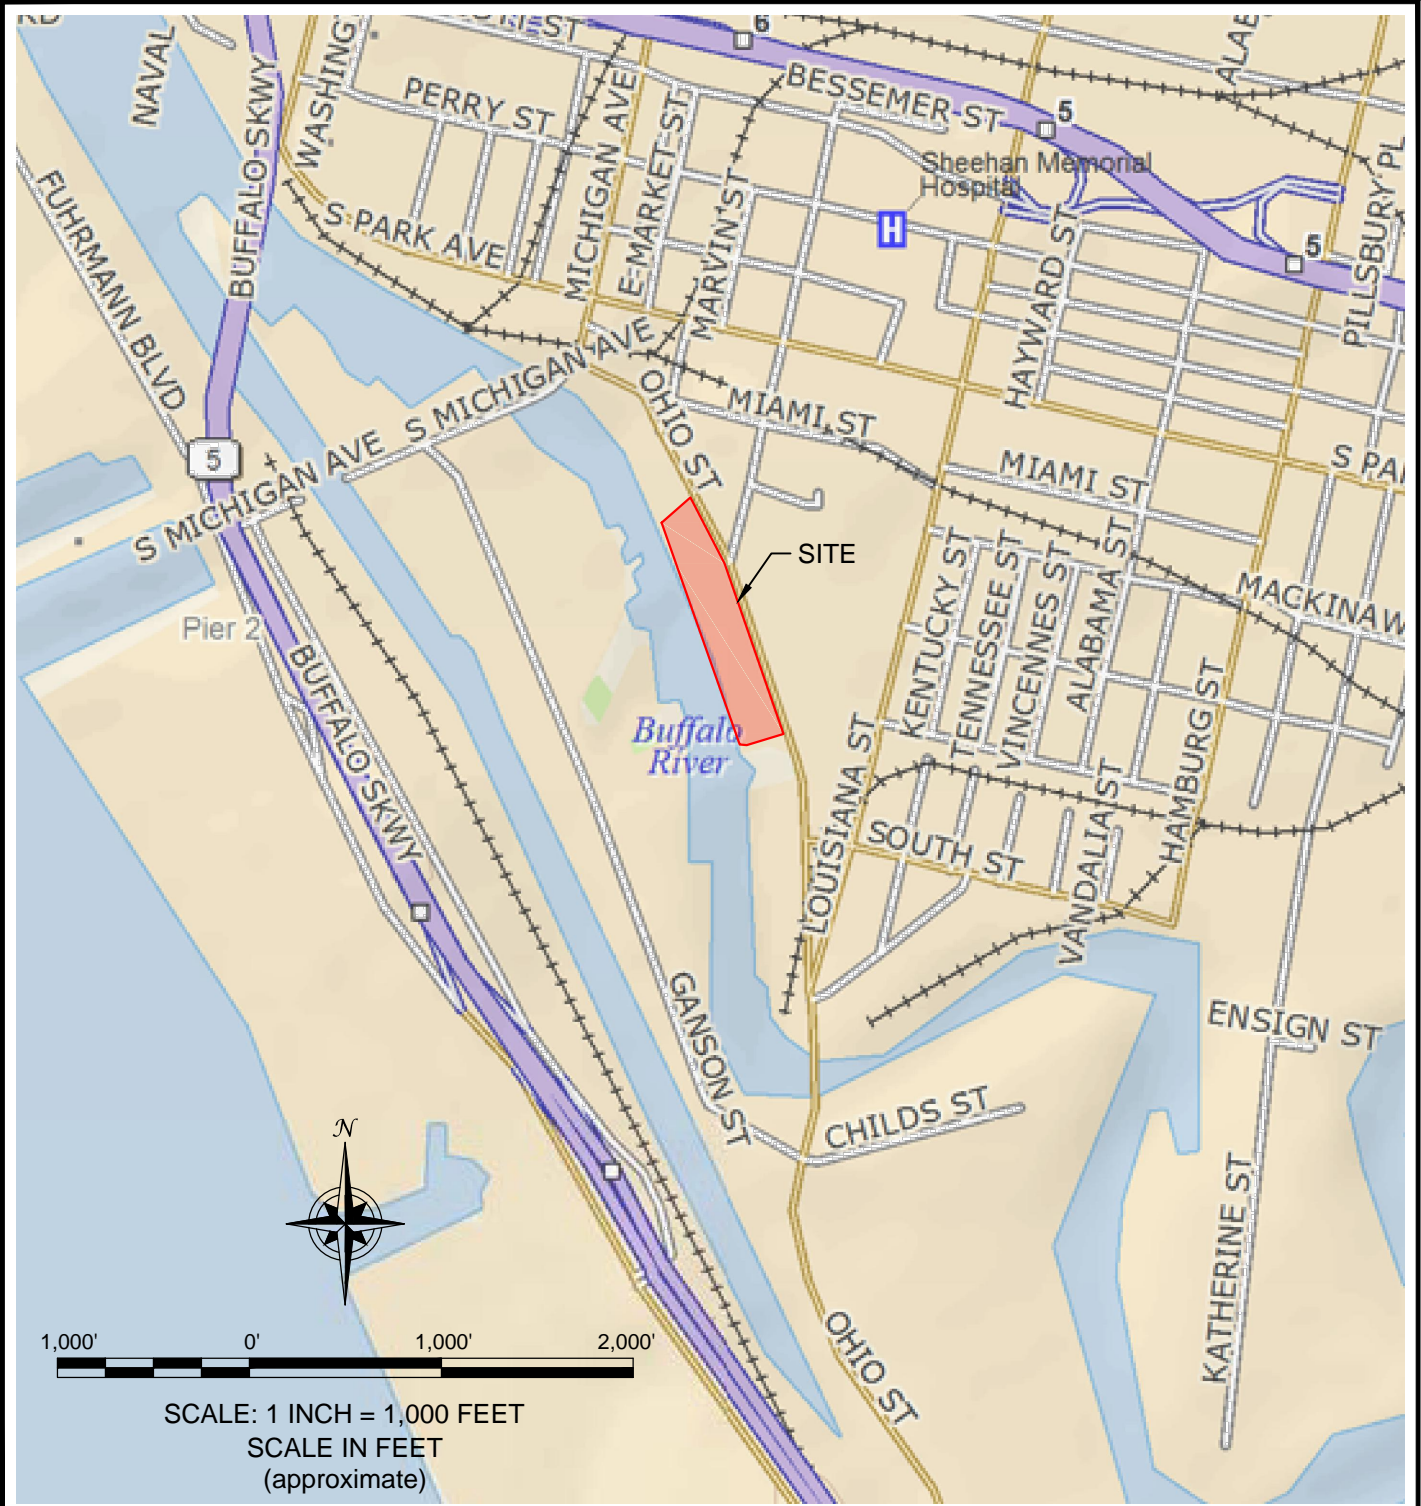 NAVAL
WASHING
BUFFALO SKWY
PERRY ST
MICHIGAN AVE
E MARKET ST
BESSEMER ST
6
5
ALAB
Sheehan Memorial
Hospital
H
5
PILLSBURY PL
S PARK AVE
MARVIN ST
HAYWARD ST
FUHRMANN BLVD
S MICHIGAN AVE
OHIO ST
MIAMI ST
5
S MICHIGAN AVE
MIAMI ST
S PA
SITE
KENTUCKY ST
TENNESSEE ST
VINCENNES ST
ALABAMA ST
MACKINAW
Pier 2
BUFFALO SKWY
Buffalo
River
LOUISIANA ST
HAMBURG ST
SOUTH ST
VANDALIA ST
GANSON ST
ENSIGN ST
CHILDS ST
KATHERINE ST
OHIO ST
N
1,000' 0' 1,000' 2,000'
SCALE: 1 INCH = 1,000 FEET
SCALE IN FEET
(approximate)